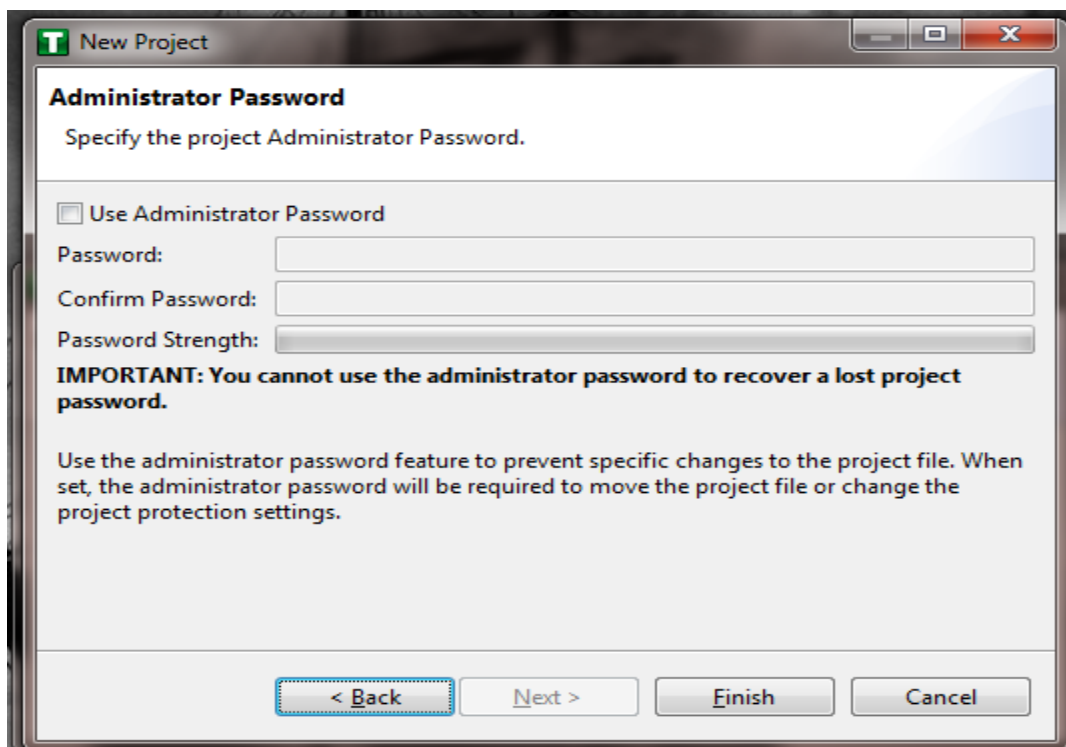 T New Project
Administrator Password
Specify the project Administrator Password.
Use Administrator Password
Password:
Confirm Password:
Password Strength:
IMPORTANT: You cannot use the administrator password to recover a lost project
password.
Use the administrator password feature to prevent specific changes to the project file. When
set, the administrator password will be required to move the project file or change the
project protection settings.
< Back Next > Finish Cancel